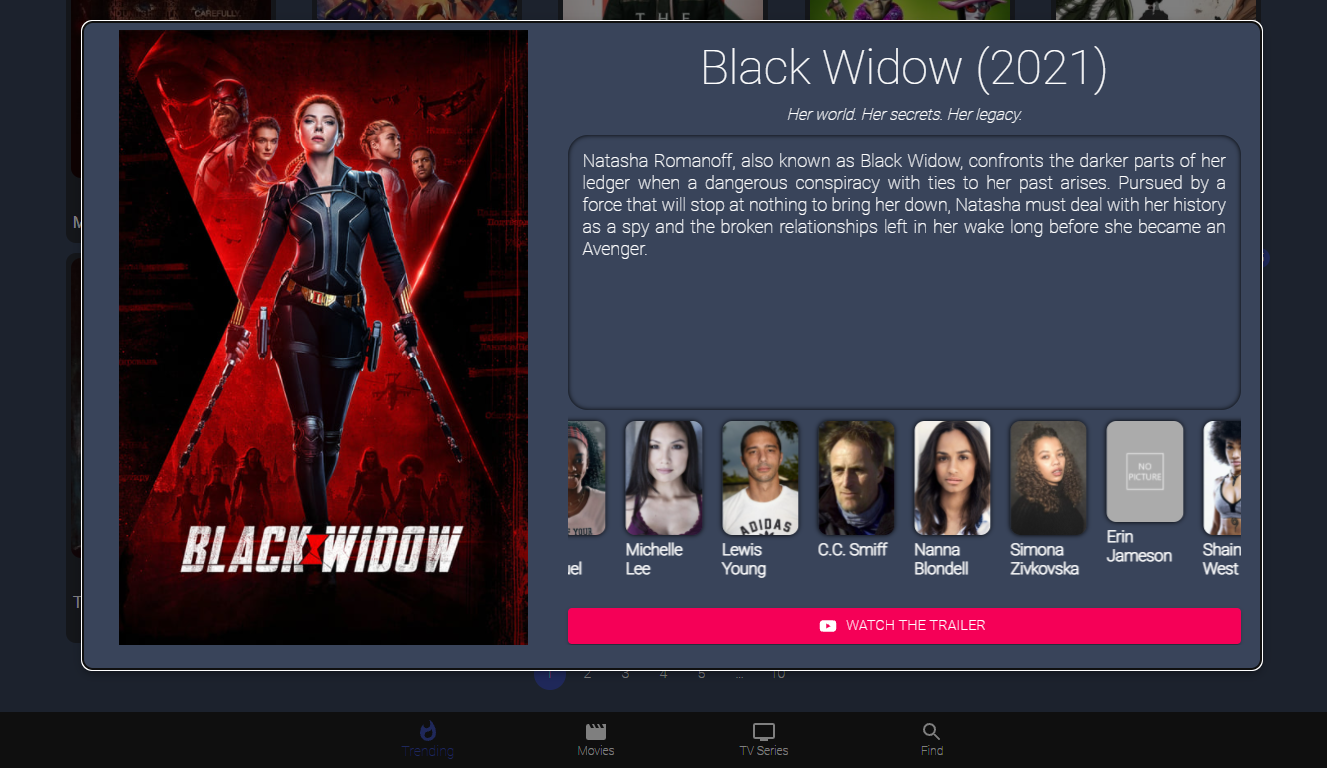 CAREFULLY.
THE
Black Widow (2021)
Her world. Her secrets. Her legacy.
Natasha Romanoff, also known as Black Widow, confronts the darker parts of her
ledger when a dangerous conspiracy with ties to her past arises. Pursued by a
force that will stop at nothing to bring her down, Natasha must deal with her history
as a spy and the broken relationships left in her wake long before she became an
Avenger.
BLACK WIDOW
ADIDAS
NO
PICTURE
uel
Michelle
Lee
Lewis
Young
C.C. Smiff
Nanna
Blondell
Simona
Zivkovska
Erin
Jameson
Shain
West
WATCH THE TRAILER
1 2 3 4 5 ... 10
Trending
Movies
TV Series
Find